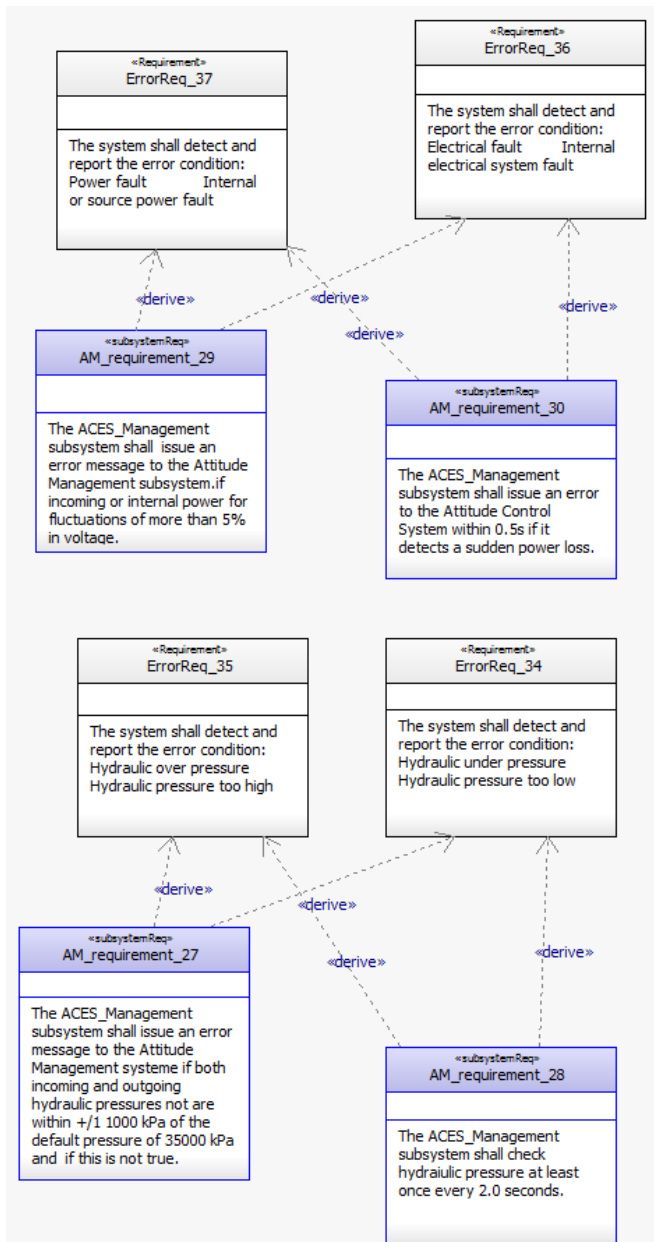 «Requirement»
ErrorReq_37
The system shall detect and
report the error condition:
Power fault Internal
or source power fault
«Requirement»
ErrorReq_36
The system shall detect and
report the error condition:
Electrical fault Internal
electrical system fault
«derive»
«derive»
«derive»
«derive»
«subsystemReq»
AM_requirement_29
The ACES_Management
subsystem shall issue an
error message to the Attitude
Management subsystem.if
incoming or internal power for
fluctuations of more than 5%
in voltage.
«subsystemReq»
AM_requirement_30
The ACES_Management
subsystem shall issue an error
to the Attitude Control
System within 0.5s if it
detects a sudden power loss.
«Requirement»
ErrorReq_35
The system shall detect and
report the error condition:
Hydraulic over pressure
Hydraulic pressure too high
«Requirement»
ErrorReq_34
The system shall detect and
report the error condition:
Hydraulic under pressure
Hydraulic pressure too low
«derive»
«derive»
«derive»
«derive»
«subsystemReq»
AM_requirement_27
The ACES_Management
subsystem shall issue an error
message to the Attitude
Management systeme if both
incoming and outgoing
hydraulic pressures not are
within +/1 1000 kPa of the
default pressure of 35000 kPa
and if this is not true.
«subsystemReq»
AM_requirement_28
The ACES_Management
subsystem shall check
hydraiulic pressure at least
once every 2.0 seconds.